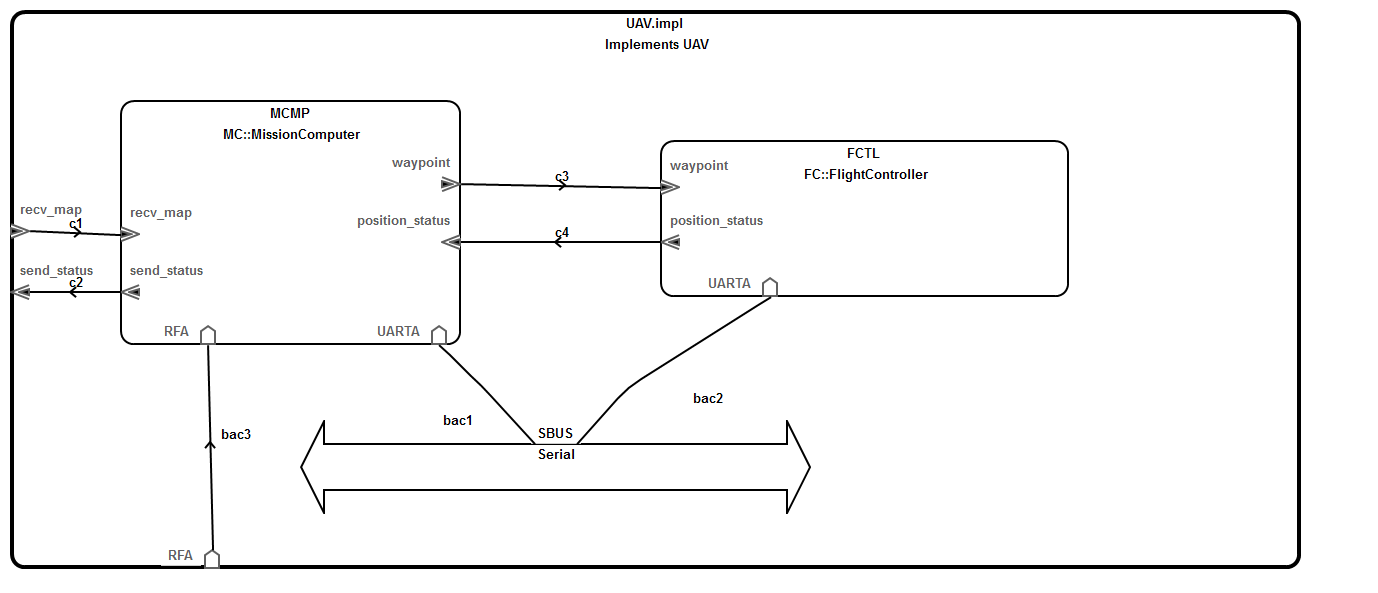 UAV.impl
Implements UAV
MCMP
MC::MissionComputer
waypoint
c3
waypoint
FCTL
FC::FlightController
recv_map
c1
recv_map
position_status
c4
position_status
send_status
c2
send_status
UARTA
RFA
UARTA
bac1
bac2
bac3
SBUS
Serial
RFA